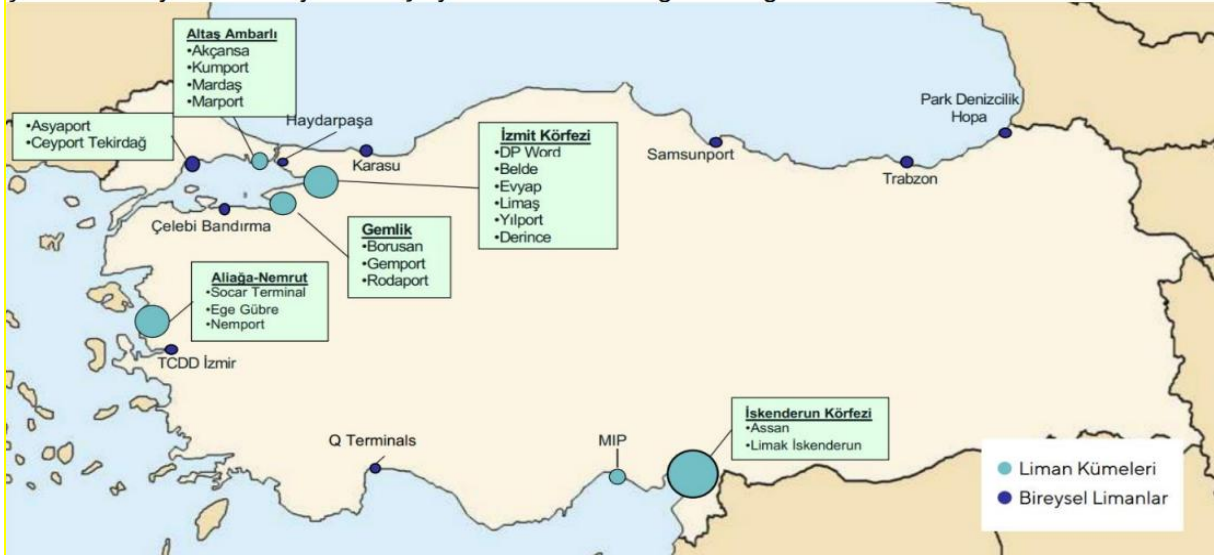 Altaş Ambarlı
•Akçansa
•Kumport
•Mardaş
•Marport
•Asyaport
•Ceyport Tekirdağ
Haydarpaşa
Karasu
İzmit Körfezi
•DP Word
•Belde
•Evyap
•Limaş
•Yılport
•Derince
Samsunport
Trabzon
Park Denizcilik
Hopa
Çelebi Bandırma
Gemlik
•Borusan
•Gemport
•Rodaport
Aliağa-Nemrut
•Socar Terminal
•Ege Gübre
•Nemport
TCDD İzmir
Q Terminals
MIP
İskenderun Körfezi
•Assan
•Limak İskenderun
Liman Kümeleri
Bireysel Limanlar